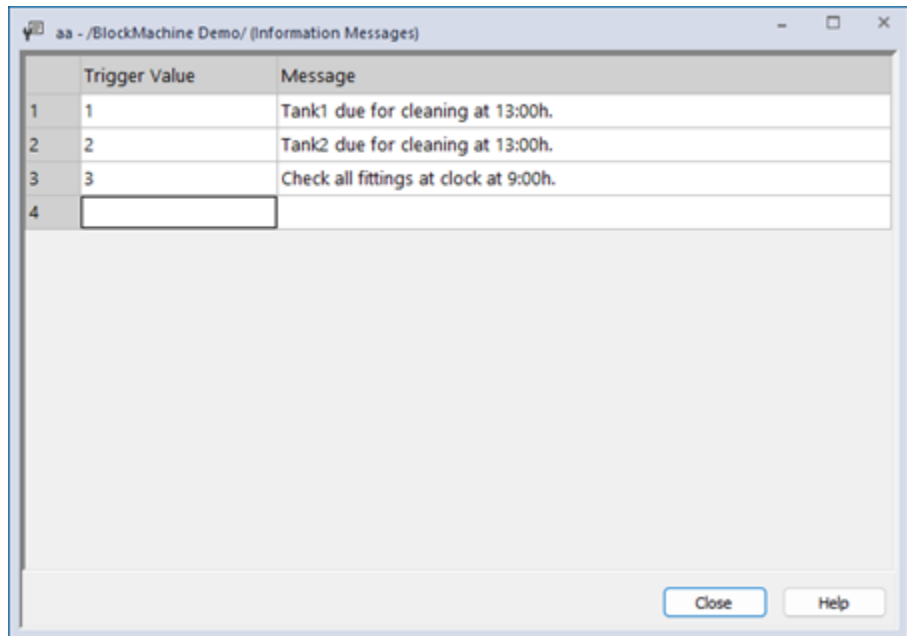 aa - /BlockMachine Demo/ (Information Messages)
Trigger Value Message
1 1 Tank1 due for cleaning at 13:00h.
2 2 Tank2 due for cleaning at 13:00h.
3 3 Check all fittings at clock at 9:00h.
4
Close Help